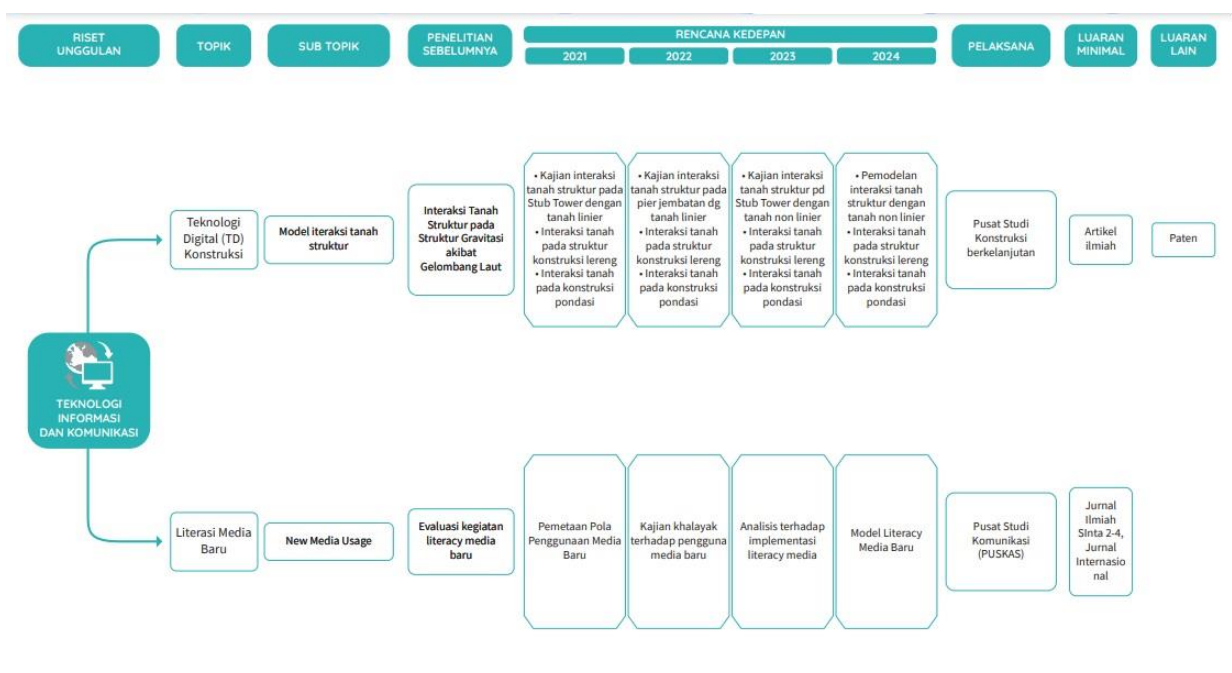 RISET
UNGGULAN
TOPIK
SUB TOPIK
PENELITIAN
SEBELUMNYA
RENCANA KEDEPAN
2021
2022
2023
2024
PELAKSANA
LUARAN
MINIMAL
LUARAN
LAIN
TEKNOLOGI
INFORMASI
DAN KOMUNIKASI
Teknologi
Digital (TD)
Konstruksi
Model iteraksi tanah
struktur
Interaksi Tanah
Struktur pada
Struktur Gravitasi
akibat
Gelombang Laut
• Kajian interaksi
tanah struktur pada
Stub Tower dengan
tanah linier
• Interaksi tanah
pada struktur
konstruksi lereng
• Interaksi tanah
pada konstruksi
pondasi
• Kajian interaksi
tanah struktur pada
pier jembatan dg
tanah linier
• Interaksi tanah
pada struktur
konstruksi lereng
• Interaksi tanah
pada konstruksi
pondasi
• Kajian interaksi
tanah struktur pd
Stub Tower dengan
tanah non linier
• Interaksi tanah
pada struktur
konstruksi lereng
• Interaksi tanah
pada konstruksi
pondasi
• Pemodelan
interaksi tanah
struktur dengan
tanah non linier
• Interaksi tanah
pada struktur
konstruksi lereng
• Interaksi tanah
pada konstruksi
pondasi
Pusat Studi
Konstruksi
berkelanjutan
Artikel
ilmiah
Paten
Literasi Media
Baru
New Media Usage
Evaluasi kegiatan
literacy media
baru
Pemetaan Pola
Penggunaan Media
Baru
Kajian khalayak
terhadap pengguna
media baru
Analisis terhadap
implementasi
literacy media
Model Literacy
Media Baru
Pusat Studi
Komunikasi
(PUSKAS)
Jurnal
Ilmiah
SInta 2-4,
Jurnal
Internasio
nal